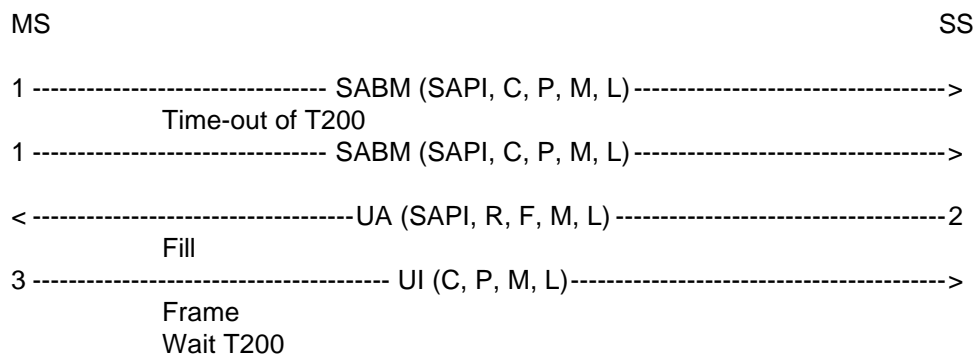 MS SS
1 --------------------------------- SABM (SAPI, C, P, M, L)----------------------------------->
Time-out of T200
1 --------------------------------- SABM (SAPI, C, P, M, L)----------------------------------->
< ------------------------------------UA (SAPI, R, F, M, L) -------------------------------------2
Fill
3 ---------------------------------------- UI (C, P, M, L)------------------------------------------>
Frame
Wait T200